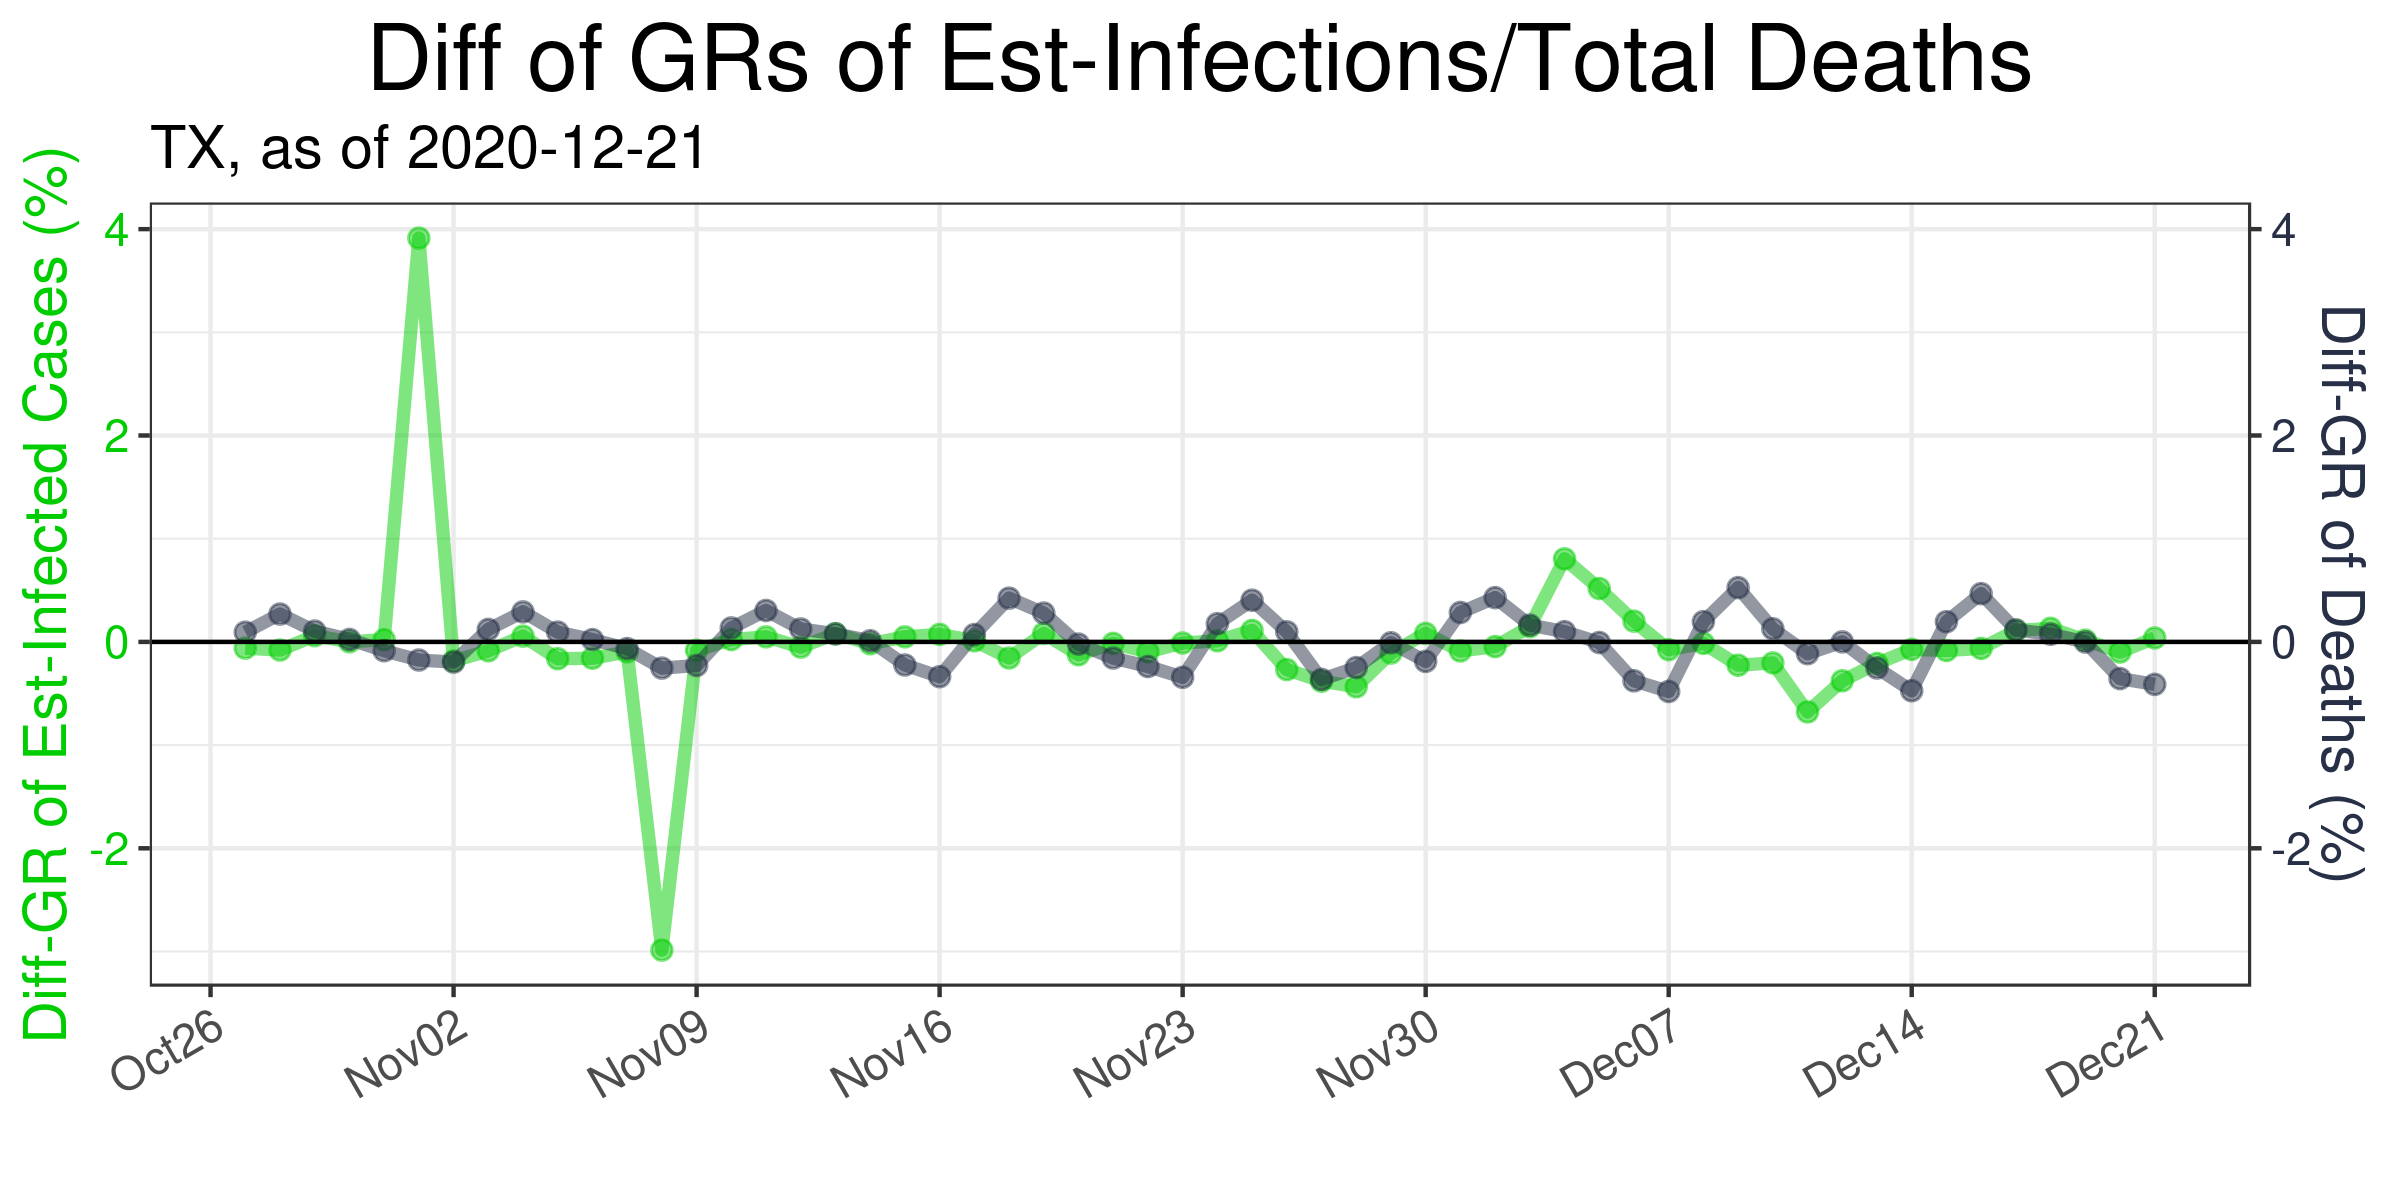 Diff of GRs of Est-Infections/Total Deaths
TX, as of 2020-12-21
Diff-GR of Est-Infected Cases (%)
4
2
0
-2
4
2
0
-2
Diff-GR of Deaths (%)
Oct26
Nov02
Nov09
Nov16
Nov23
Nov30
Dec07
Dec14
Dec21